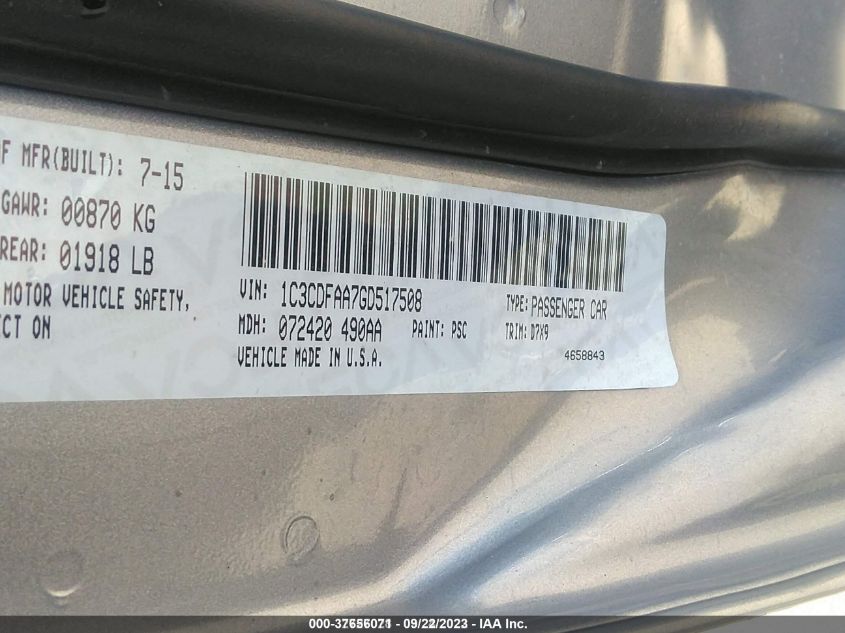 F MFR(BUILT): 7-15
GAWR: 00870 KG
REAR: 01918 LB
MOTOR VEHICLE SAFETY,
ECT ON
VIN: 1C3CDFAA7GD517508
TYPE: PASSENGER CAR
MDH: 072420 490AA PAINT: PSC
TRIM: D7X9
VEHICLE MADE IN U.S.A.
4658843
000-37656071 - 09/22/2023 - IAA Inc.